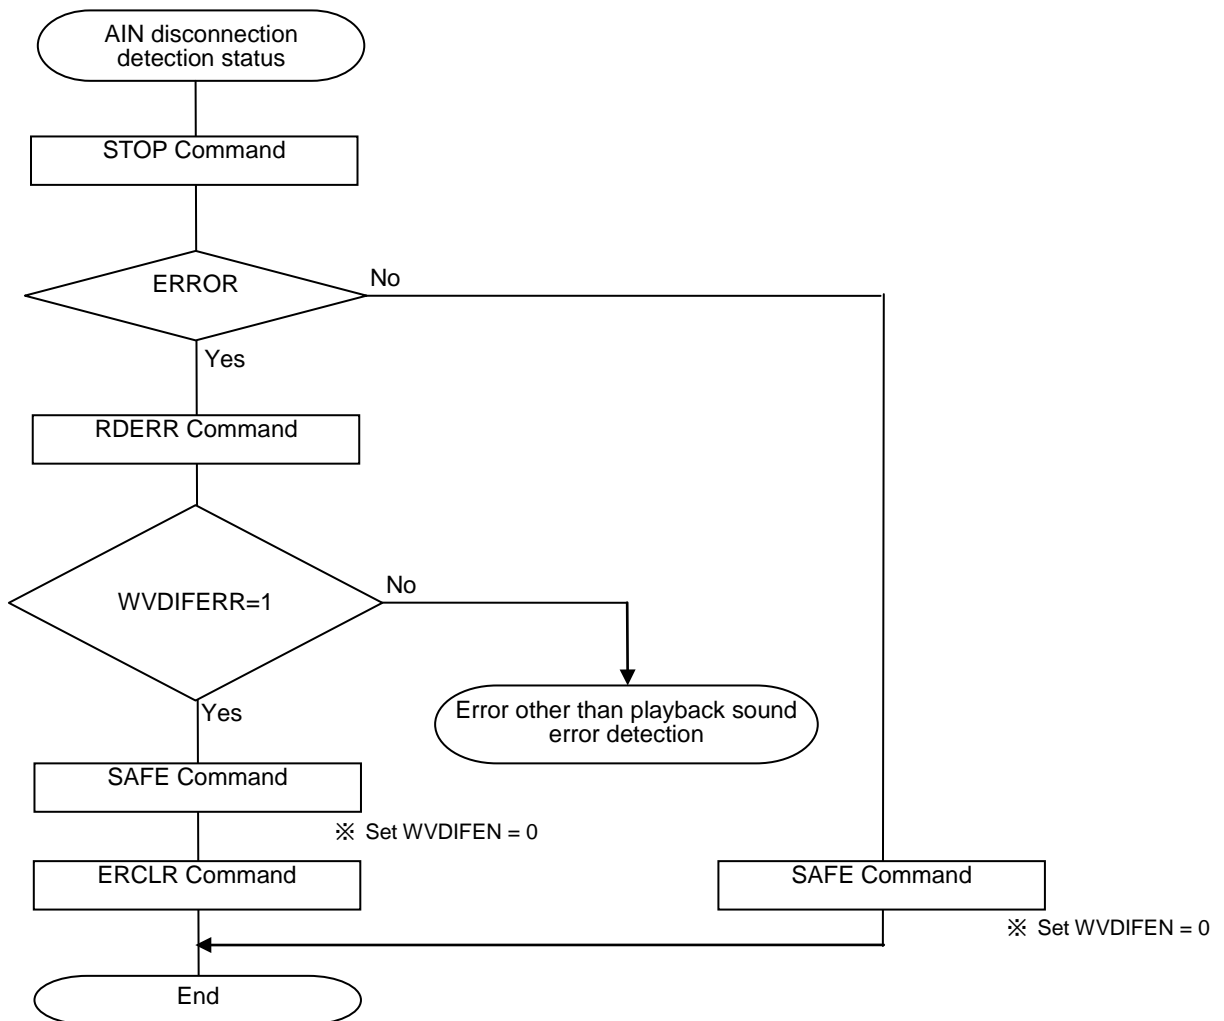 AIN disconnection
detection status
STOP Command
ERROR
No
Yes
RDERR Command
WVDIFERR=1
No
Error other than playback sound
error detection
Yes
SAFE Command
※ Set WVDIFEN = 0
ERCLR Command
SAFE Command
※ Set WVDIFEN = 0
End